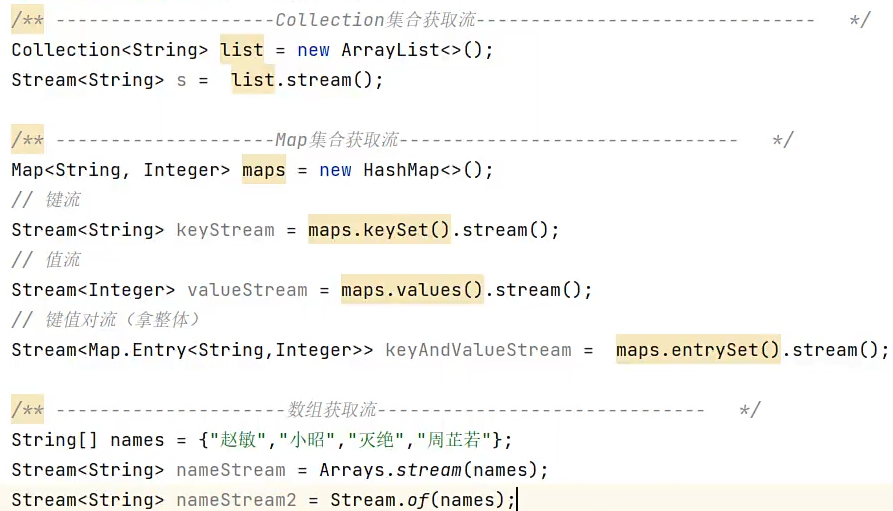 /** --------------------Collection集合获取流------------------------------- */
Collection<String> list = new ArrayList<>();
Stream<String> s = list.stream();
/** --------------------Map集合获取流------------------------------- */
Map<String, Integer> maps = new HashMap<>();
// 键流
Stream<String> keyStream = maps.keySet().stream();
// 值流
Stream<Integer> valueStream = maps.values().stream();
// 键值对流（拿整体）
Stream<Map.Entry<String,Integer>> keyAndValueStream = maps.entrySet().stream();
/** ---------------------数组获取流------------------------------ */
String[] names = {"赵敏","小昭","灭绝","周芷若"};
Stream<String> nameStream = Arrays.stream(names);
Stream<String> nameStream2 = Stream.of(names);